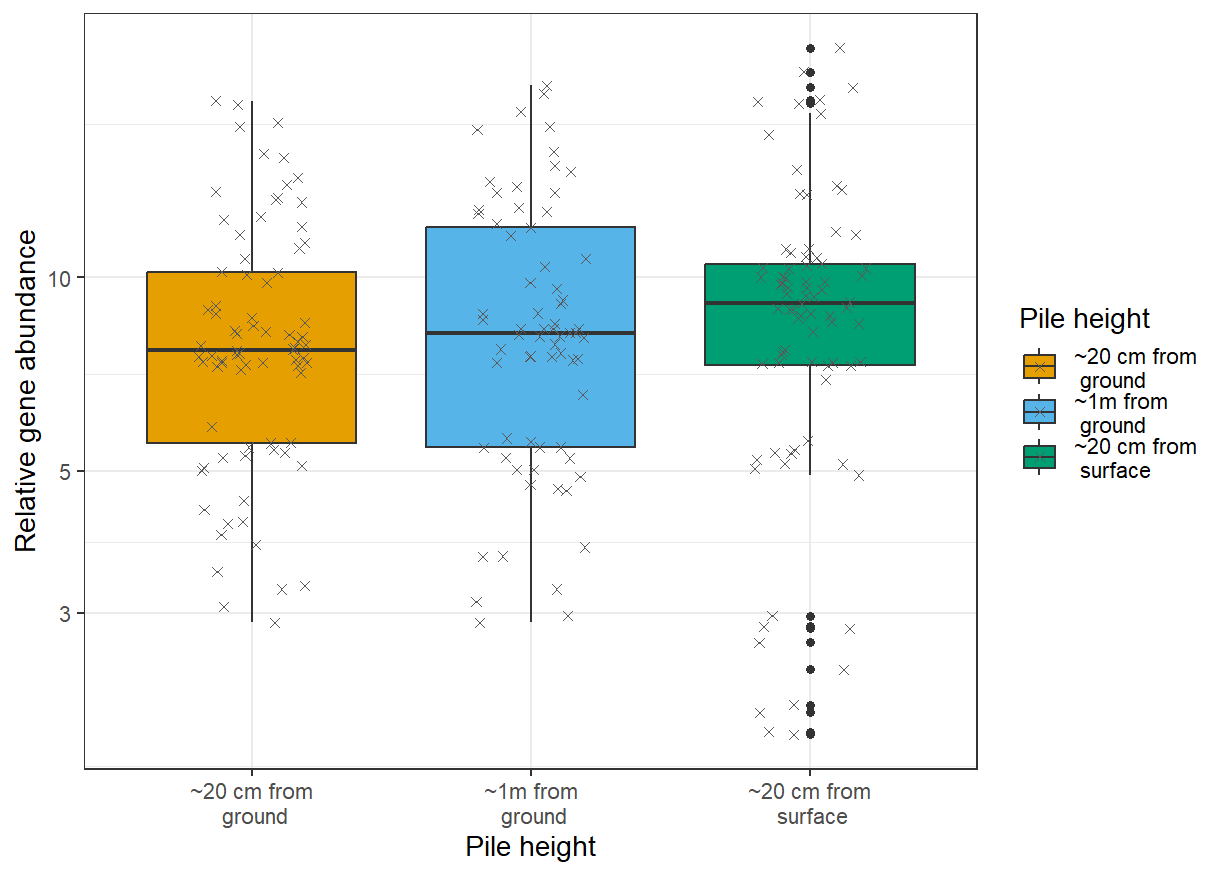 Relative gene abundance
10
5
3
~20 cm from
ground
~1m from
ground
~20 cm from
surface
Pile height
Pile height
~20 cm from
ground
~1m from
ground
~20 cm from
surface